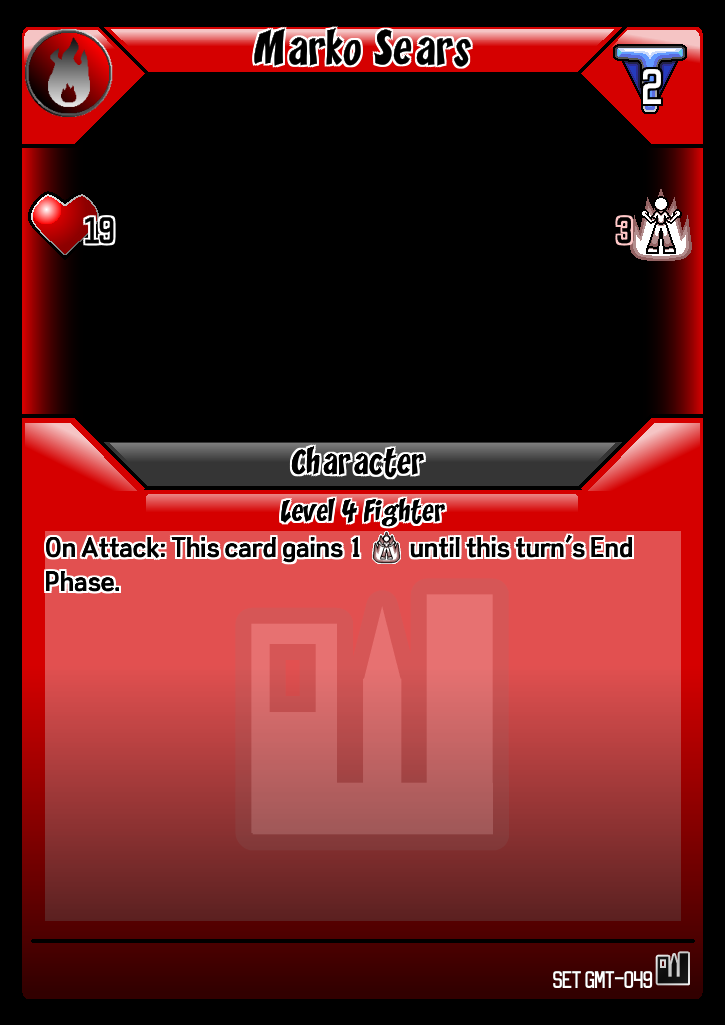 Marko Sears
2
19
3
Character
Level 4 Fighter
On Attack: This card gains 1 until this turn's End
Phase.
SET GMT-049